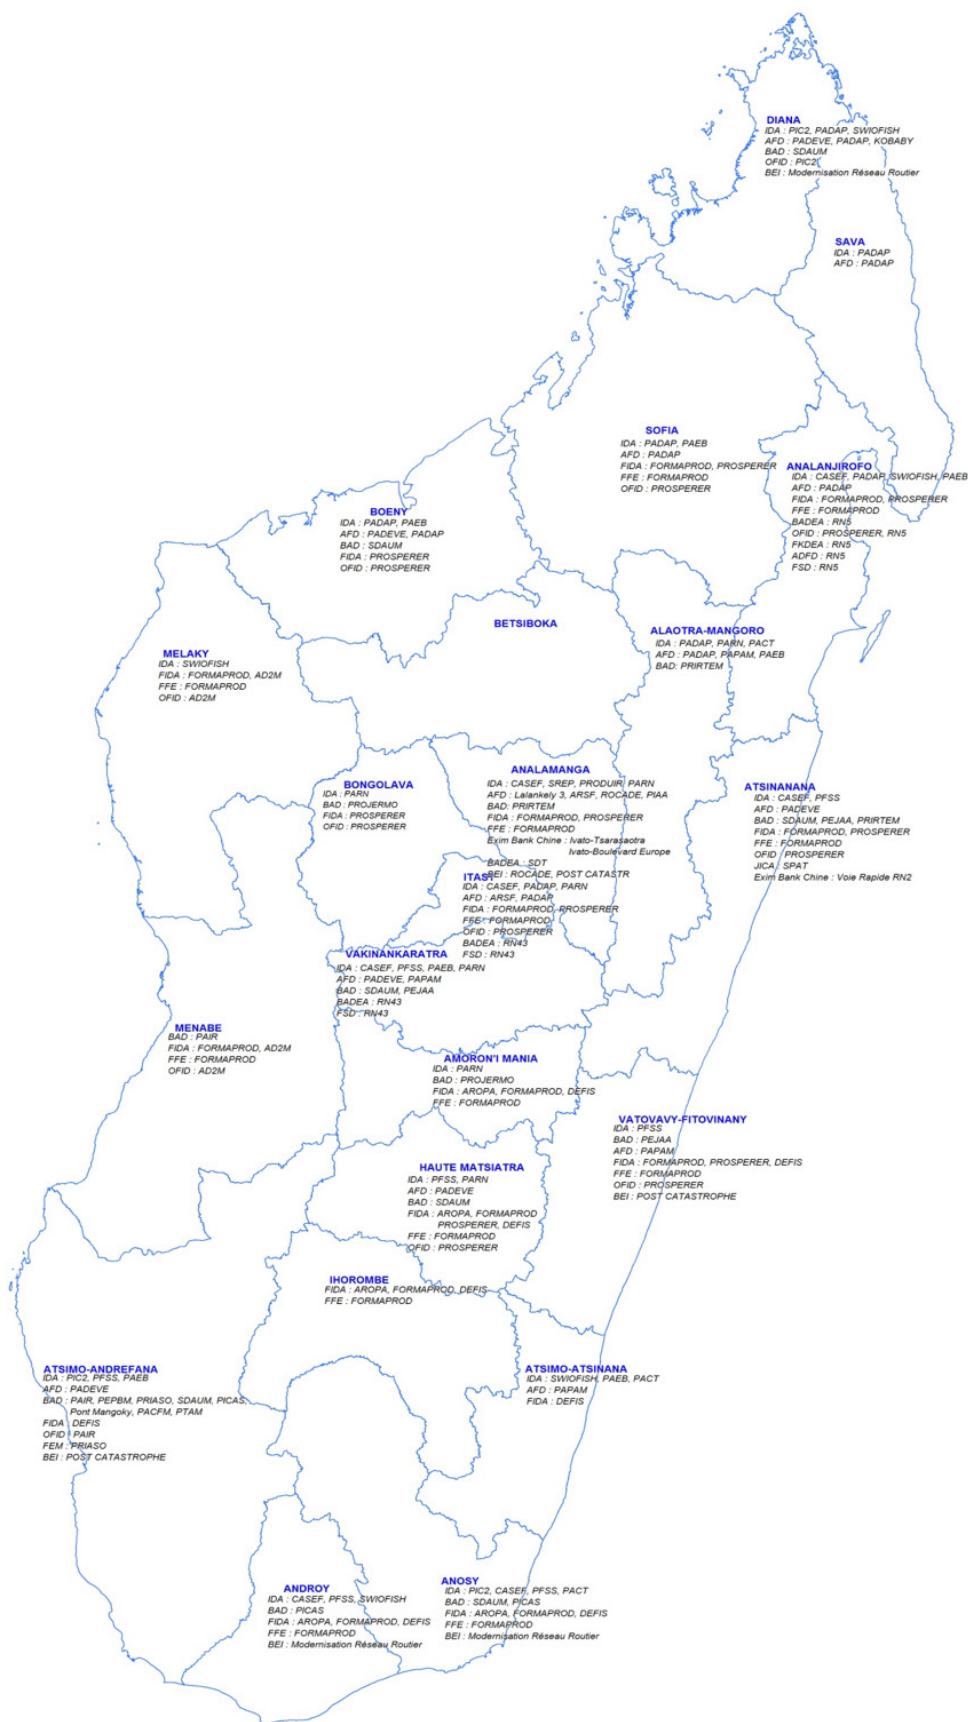 DIANA
IDA : PIC2, PADAP, SWIOFISH
AFD : PADEVE, PADAP, KOBABY
BAD : SDAUM
OFID : PIC2
BEI : Modernisation Réseau Routier
SAVA
IDA : PADAP
AFD : PADAP
SOFIA
IDA : PADAP, PAEB
AFD : PADAP
FIDA : FORMAPROD, PROSPERER
FFE : FORMAPROD
OFID : PROSPERER
ANALANJIROFO
IDA : CASEF, PADAP, SWIOFISH, PAEB
AFD : PADAP
FIDA : FORMAPROD, PROSPERER
FFE : FORMAPROD
BADEA : RN5
OFID : PROSPERER, RN5
FKDEA : RN5
ADFD : RN5
FSD : RN5
BOENY
IDA : PADAP, PAEB
AFD : PADEVE, PADAP
BAD : SDAUM
FIDA : PROSPERER
OFID : PROSPERER
BETSIBOKA
ALAOTRA-MANGORO
IDA : PADAP, PARN, PACT
AFD : PADAP, PAPAM, PAEB
BAD: PRIRTEM
MELAKY
IDA : SWIOFISH
FIDA : FORMAPROD, AD2M
FFE : FORMAPROD
OFID : AD2M
BONGOLAVA
IDA : PARN
BAD : PROJERMO
FIDA : PROSPERER
OFID : PROSPERER
ANALAMANGA
IDA : CASEF, SREP, PRODUIR, PARN
AFD : Lalankely 3, ARSF, ROCADE, PIAA
BAD: PRIRTEM
FIDA : FORMAPROD, PROSPERER
FFE : FORMAPROD
Exim Bank Chine : Ivato-Tsarasaotra
Ivato-Boulevard Europe
BADEA : SDT
BEI : ROCADE, POST CATASTR
ATSINANANA
IDA : CASEF, PFSS
AFD : PADEVE
BAD : SDAUM, PEJAA, PRIRTEM
FIDA : FORMAPROD, PROSPERER
FFE : FORMAPROD
OFID : PROSPERER
JICA : SPAT
Exim Bank Chine : Voie Rapide RN2
ITASY
IDA : CASEF, PADAP, PARN
AFD : ARSF, PADAP
FIDA : FORMAPROD, PROSPERER
FFE : FORMAPROD
OFID : PROSPERER
BADEA : RN43
FSD : RN43
VAKINANKARATRA
IDA : CASEF, PFSS, PAEB, PARN
AFD : PADEVE, PAPAM
BAD : SDAUM, PEJAA
BADEA : RN43
FSD : RN43
MENABE
BAD : PAIR
FIDA : FORMAPROD, AD2M
FFE : FORMAPROD
OFID : AD2M
AMORON'I MANIA
IDA : PARN
BAD : PROJERMO
FIDA : AROPA, FORMAPROD, DEFIS
FFE : FORMAPROD
VATOVAVY-FITOVINANY
IDA : PFSS
BAD : PEJAA
AFD : PAPAM
FIDA : FORMAPROD, PROSPERER, DEFIS
FFE : FORMAPROD
OFID : PROSPERER
BEI : POST CATASTROPHE
HAUTE MATSIATRA
IDA : PFSS, PARN
AFD : PADEVE
BAD : SDAUM
FIDA : AROPA, FORMAPROD
PROSPERER, DEFIS
FFE : FORMAPROD
OFID : PROSPERER
IHOROMBE
FIDA : AROPA, FORMAPROD, DEFIS
FFE : FORMAPROD
ATSIMO-ANDREFANA
IDA : PIC2, PFSS, PAEB
AFD : PADEVE
BAD : PAIR, PEPBM, PRIASO, SDAUM, PICAS,
Pont Mangoky, PACFM, PTAM
FIDA : DEFIS
OFID : PAIR
FEM : PRIASO
BEI : POST CATASTROPHE
ATSIMO-ATSINANA
IDA : SWIOFISH, PAEB, PACT
AFD : PAPAM
FIDA : DEFIS
ANDROY
IDA : CASEF, PFSS, SWIOFISH
BAD : PICAS
FIDA : AROPA, FORMAPROD, DEFIS
FFE : FORMAPROD
BEI : Modernisation Réseau Routier
ANOSY
IDA : PIC2, CASEF, PFSS, PACT
BAD : SDAUM, PICAS
FIDA : AROPA, FORMAPROD, DEFIS
FFE : FORMAPROD
BEI : Modernisation Réseau Routier